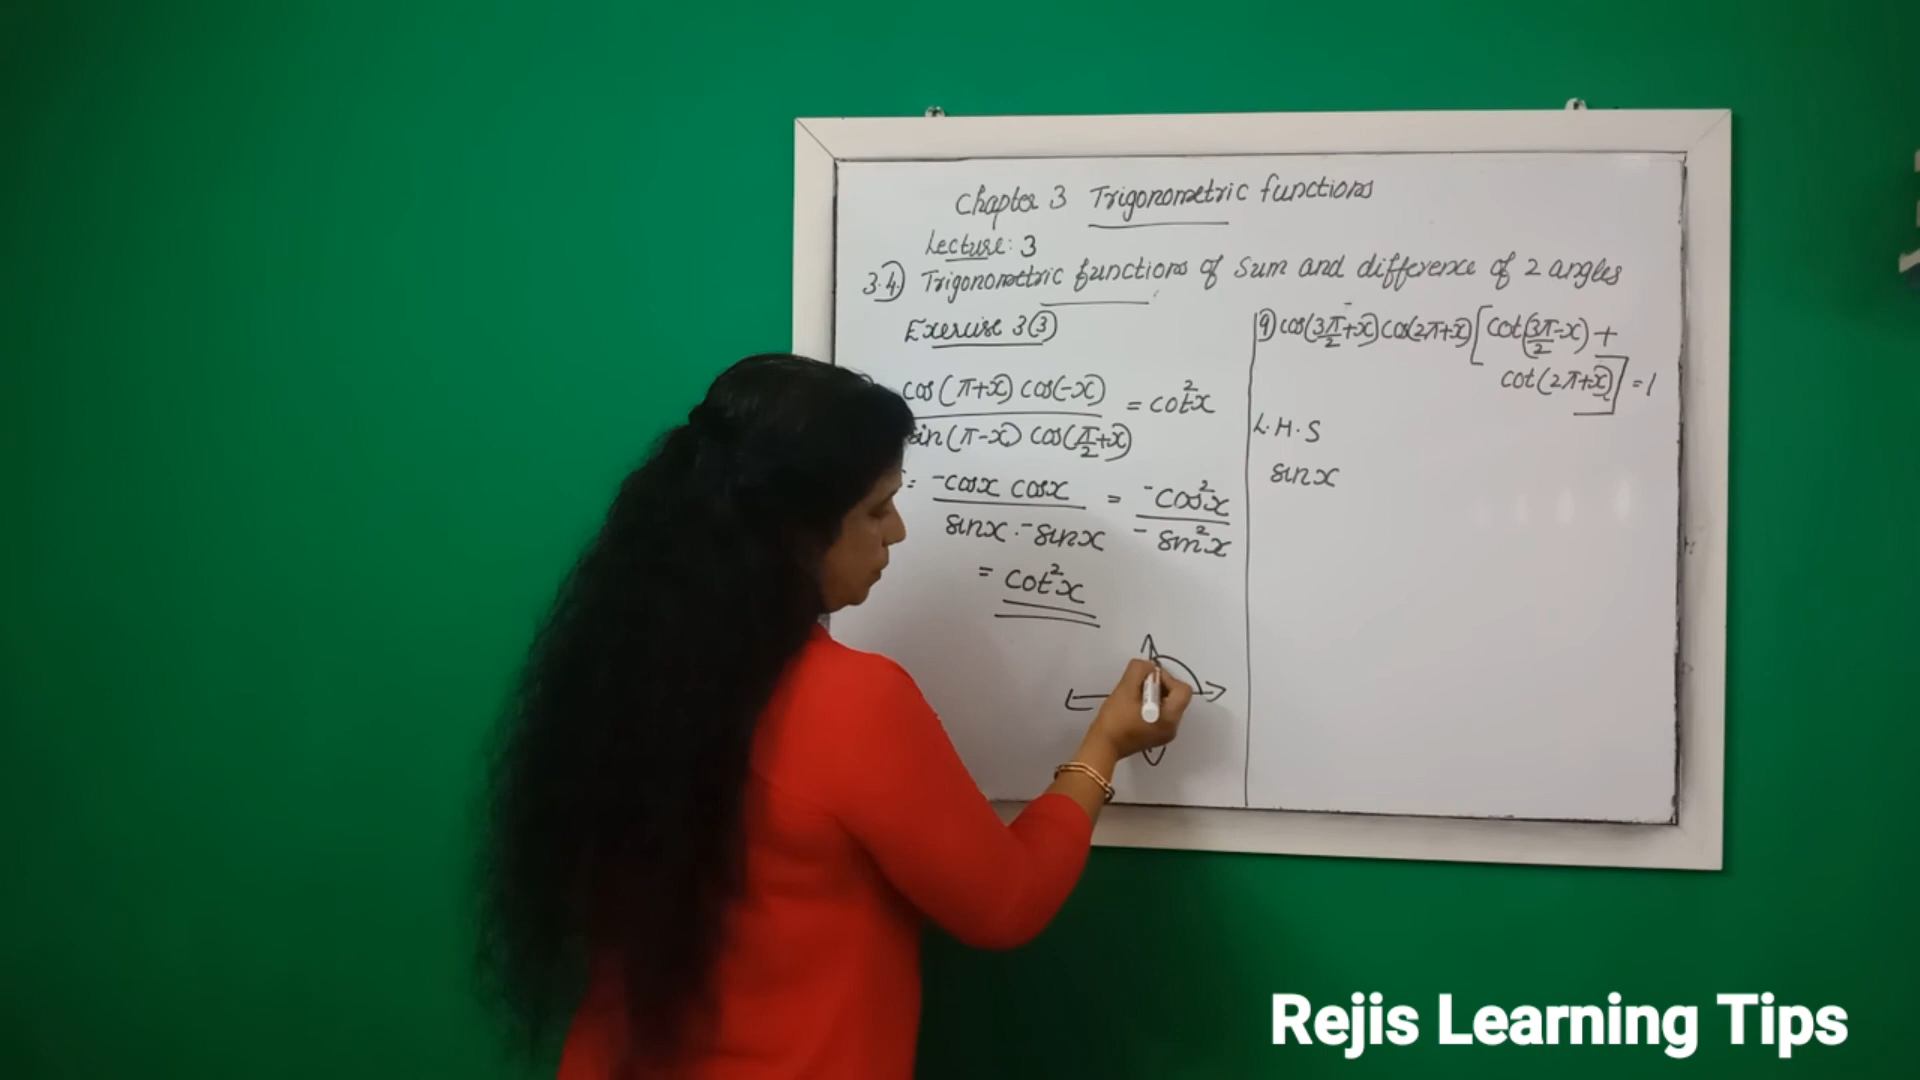 Chapter 3 Trigonometric functions
Lecture: 3
3.4) Trigonometric functions of sum and difference of 2 angles
Exercise 3(3)
cos(π+x) cos(-x)
= cot²x
sin(π-x) cos(π/2+x)
= -cosx cosx / sinx · -sinx = -cos²x / -sin²x
= cot²x
9) cos(3π/2+x) cos(2π+x) [cot(3π/2-x) +
cot(2π+x)] = 1
L.H.S
sinx
Rejis Learning Tips